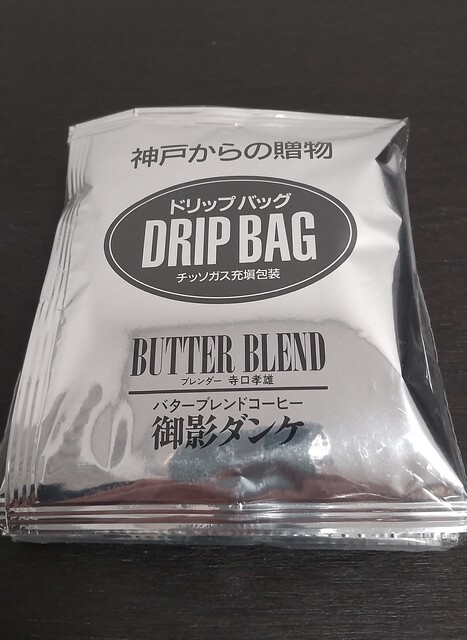 神戸からの贈物
ドリップバッグ
DRIP BAG
チッソガス充塡包装
BUTTER BLEND
ブレンダー 寺口孝雄
バターブレンドコーヒー
御影ダンケ